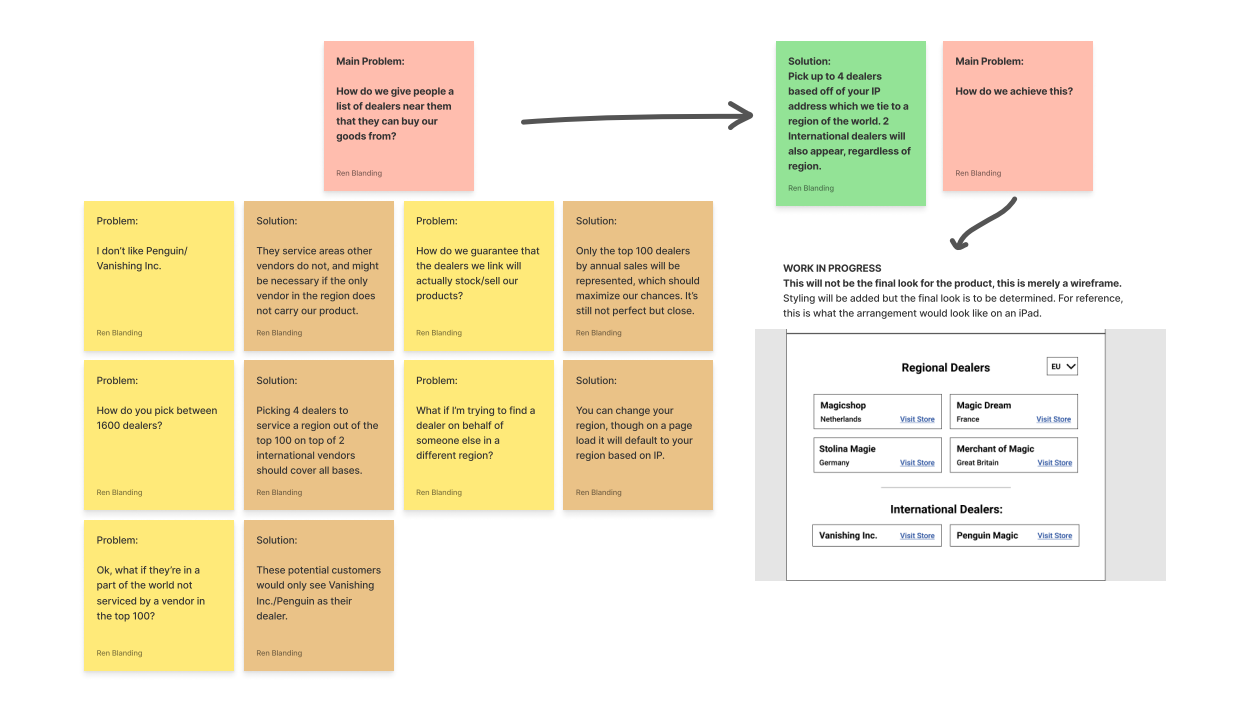 Main Problem:
How do we give people a
list of dealers near them
that they can buy our
goods from?
Ren Blanding
Solution:
Pick up to 4 dealers
based off of your IP
address which we tie to a
region of the world. 2
International dealers will
also appear, regardless of
region.
Ren Blanding
Main Problem:
How do we achieve this?
Ren Blanding
Problem:
I don't like Penguin/
Vanishing Inc.
Ren Blanding
Solution:
They service areas other
vendors do not, and might
be necessary if the only
vendor in the region does
not carry our product.
Ren Blanding
Problem:
How do we guarantee that
the dealers we link will
actually stock/sell our
products?
Ren Blanding
Solution:
Only the top 100 dealers
by annual sales will be
represented, which should
maximize our chances. It's
still not perfect but close.
Ren Blanding
Problem:
How do you pick between
1600 dealers?
Ren Blanding
Solution:
Picking 4 dealers to
service a region out of the
top 100 on top of 2
international vendors
should cover all bases.
Ren Blanding
Problem:
What if I'm trying to find a
dealer on behalf of
someone else in a
different region?
Ren Blanding
Solution:
You can change your
region, though on a page
load it will default to your
region based on IP.
Ren Blanding
Problem:
Ok, what if they're in a
part of the world not
serviced by a vendor in
the top 100?
Ren Blanding
Solution:
These potential customers
would only see Vanishing
Inc./Penguin as their
dealer.
Ren Blanding
WORK IN PROGRESS
This will not be the final look for the product, this is merely a wireframe.
Styling will be added but the final look is to be determined. For reference,
this is what the arrangement would look like on an iPad.
Regional Dealers
EU
Magicshop
Netherlands
Visit Store
Magic Dream
France
Visit Store
Stolina Magie
Germany
Visit Store
Merchant of Magic
Great Britain
Visit Store
International Dealers:
Vanishing Inc.
Visit Store
Penguin Magic
Visit Store